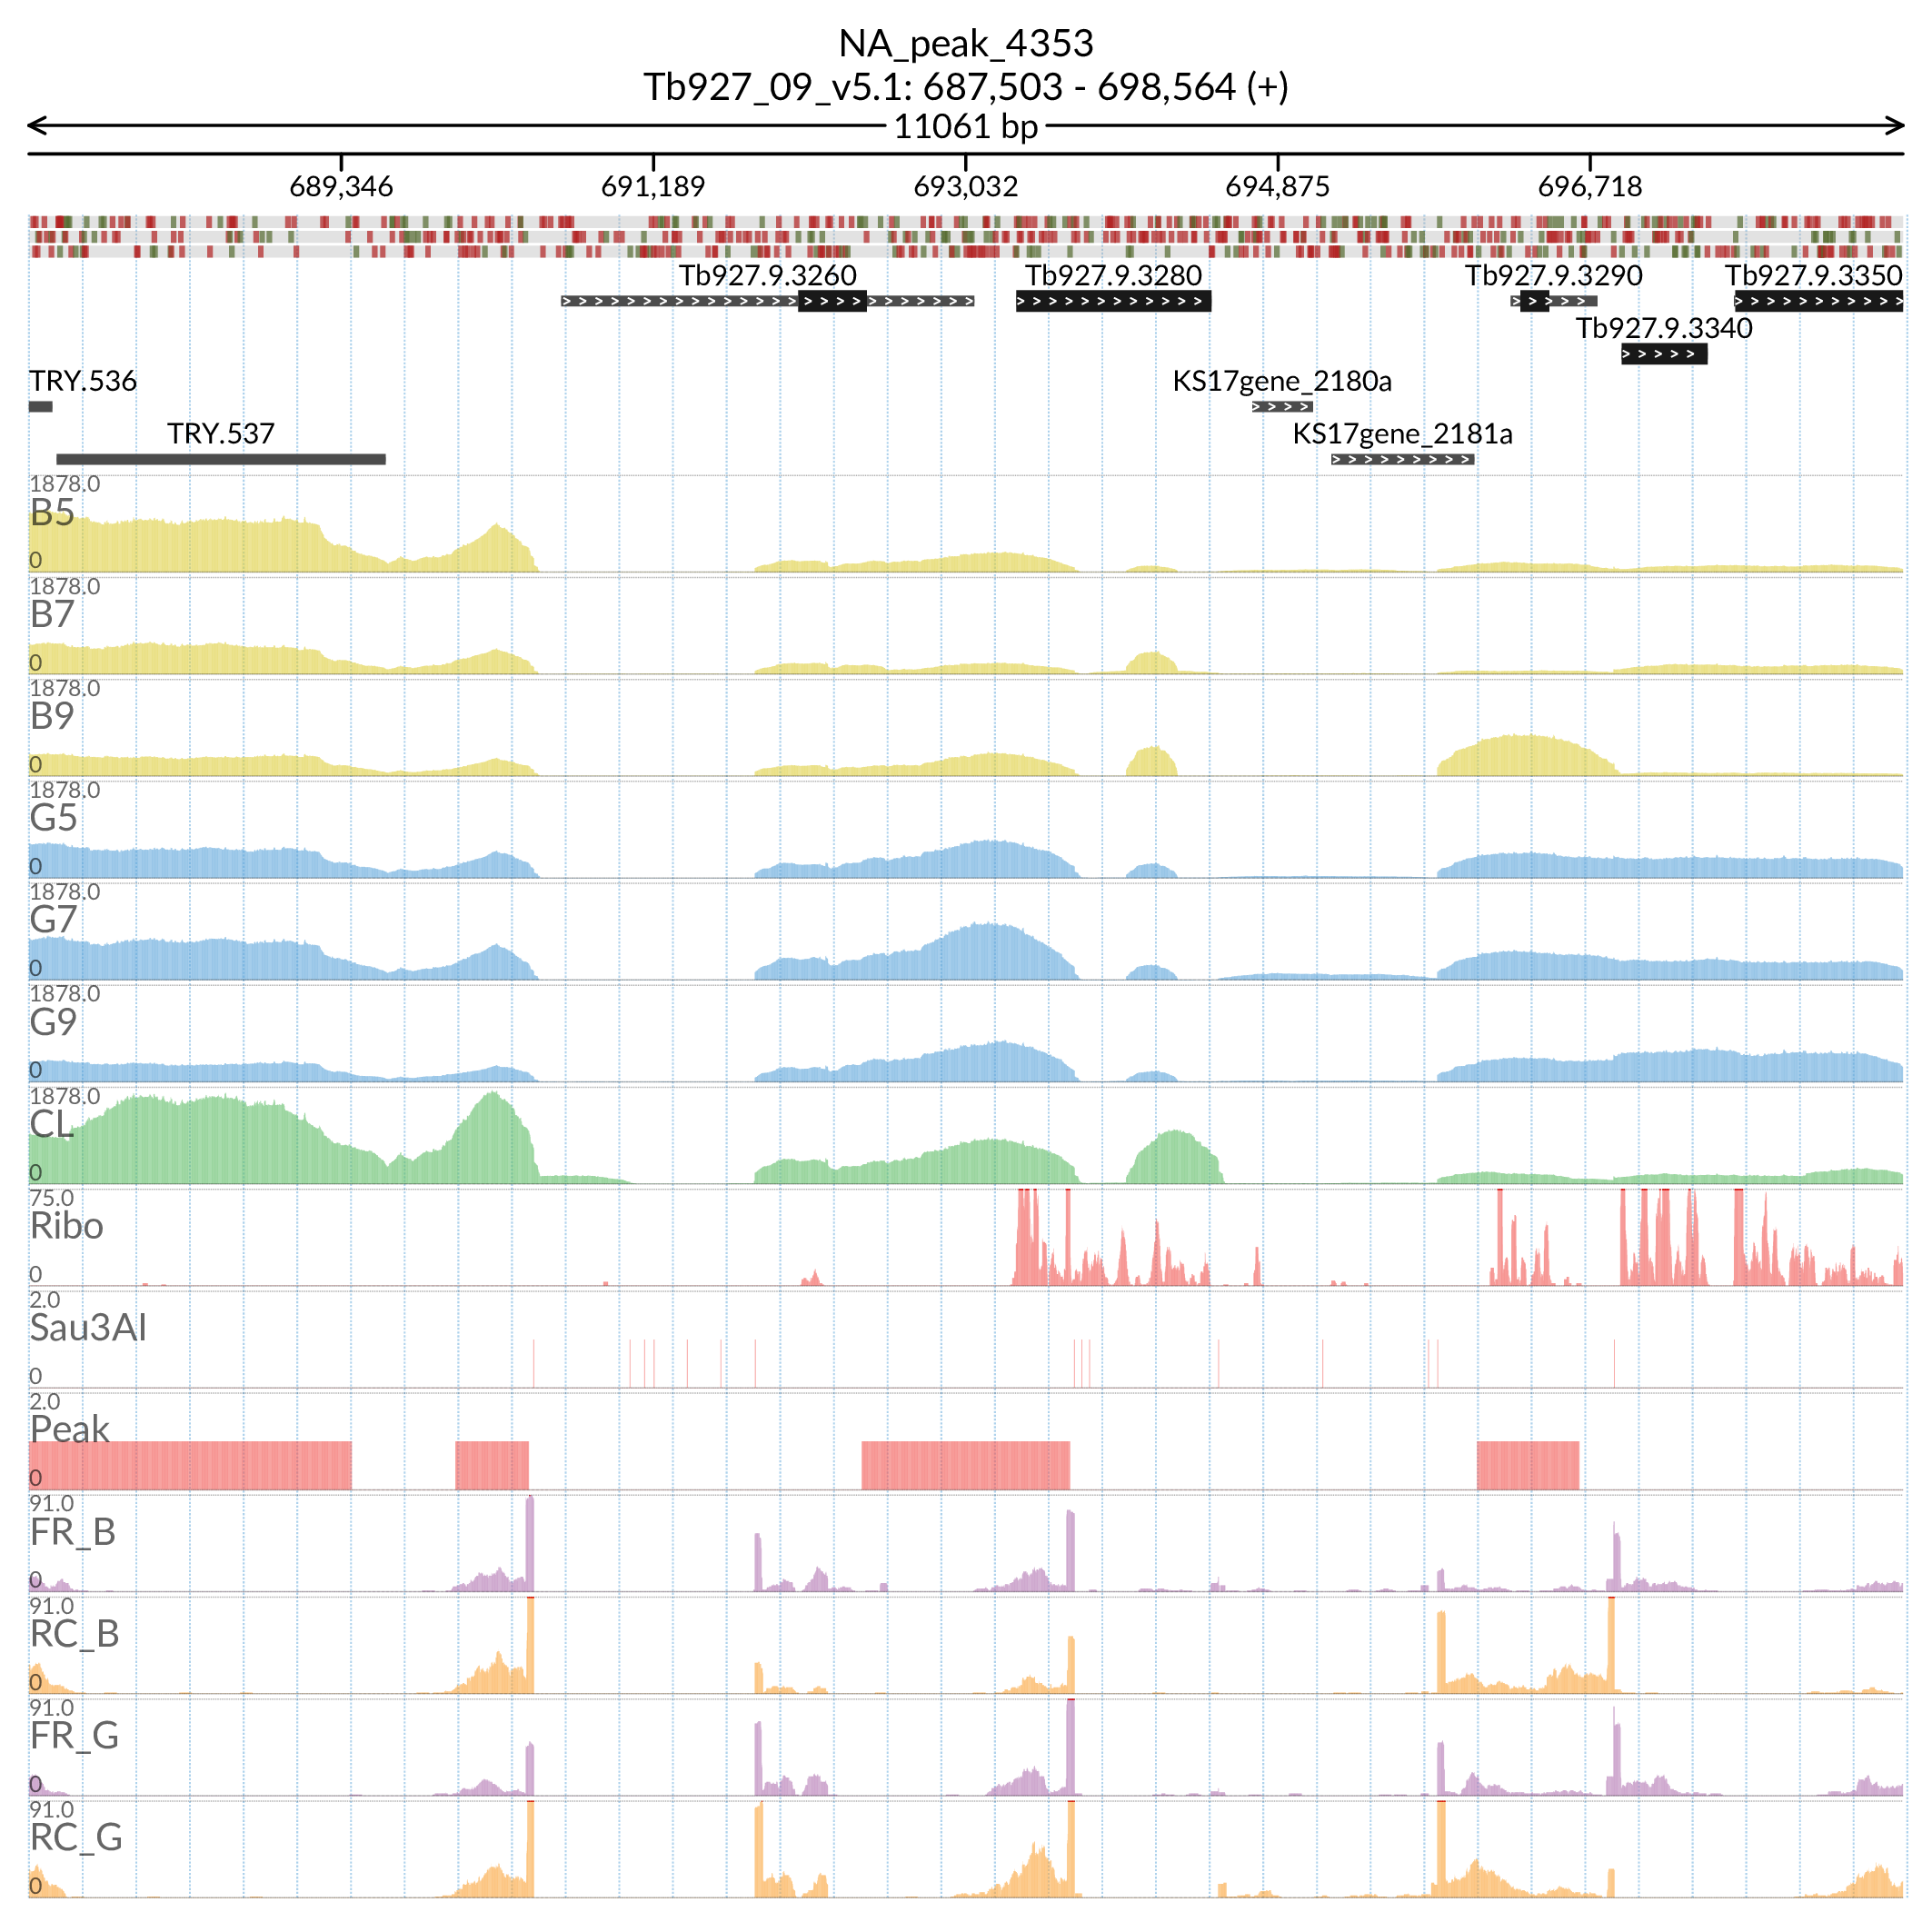 NA_peak_4353
Tb927_09_v5.1: 687,503 - 698,564 (+)
11061 bp
689,346 691,189 693,032 694,875 696,718
Tb927.9.3260 Tb927.9.3280 Tb927.9.3290 Tb927.9.3350
Tb927.9.3340
TRY.536 KS17gene_2180a
TRY.537 KS17gene_2181a
1878.0
B5
0
1878.0
B7
0
1878.0
B9
0
1878.0
G5
0
1878.0
G7
0
1878.0
G9
0
1878.0
CL
0
75.0
Ribo
0
2.0
Sau3AI
0
2.0
Peak
0
91.0
FR_B
0
91.0
RC_B
0
91.0
FR_G
0
91.0
RC_G
0